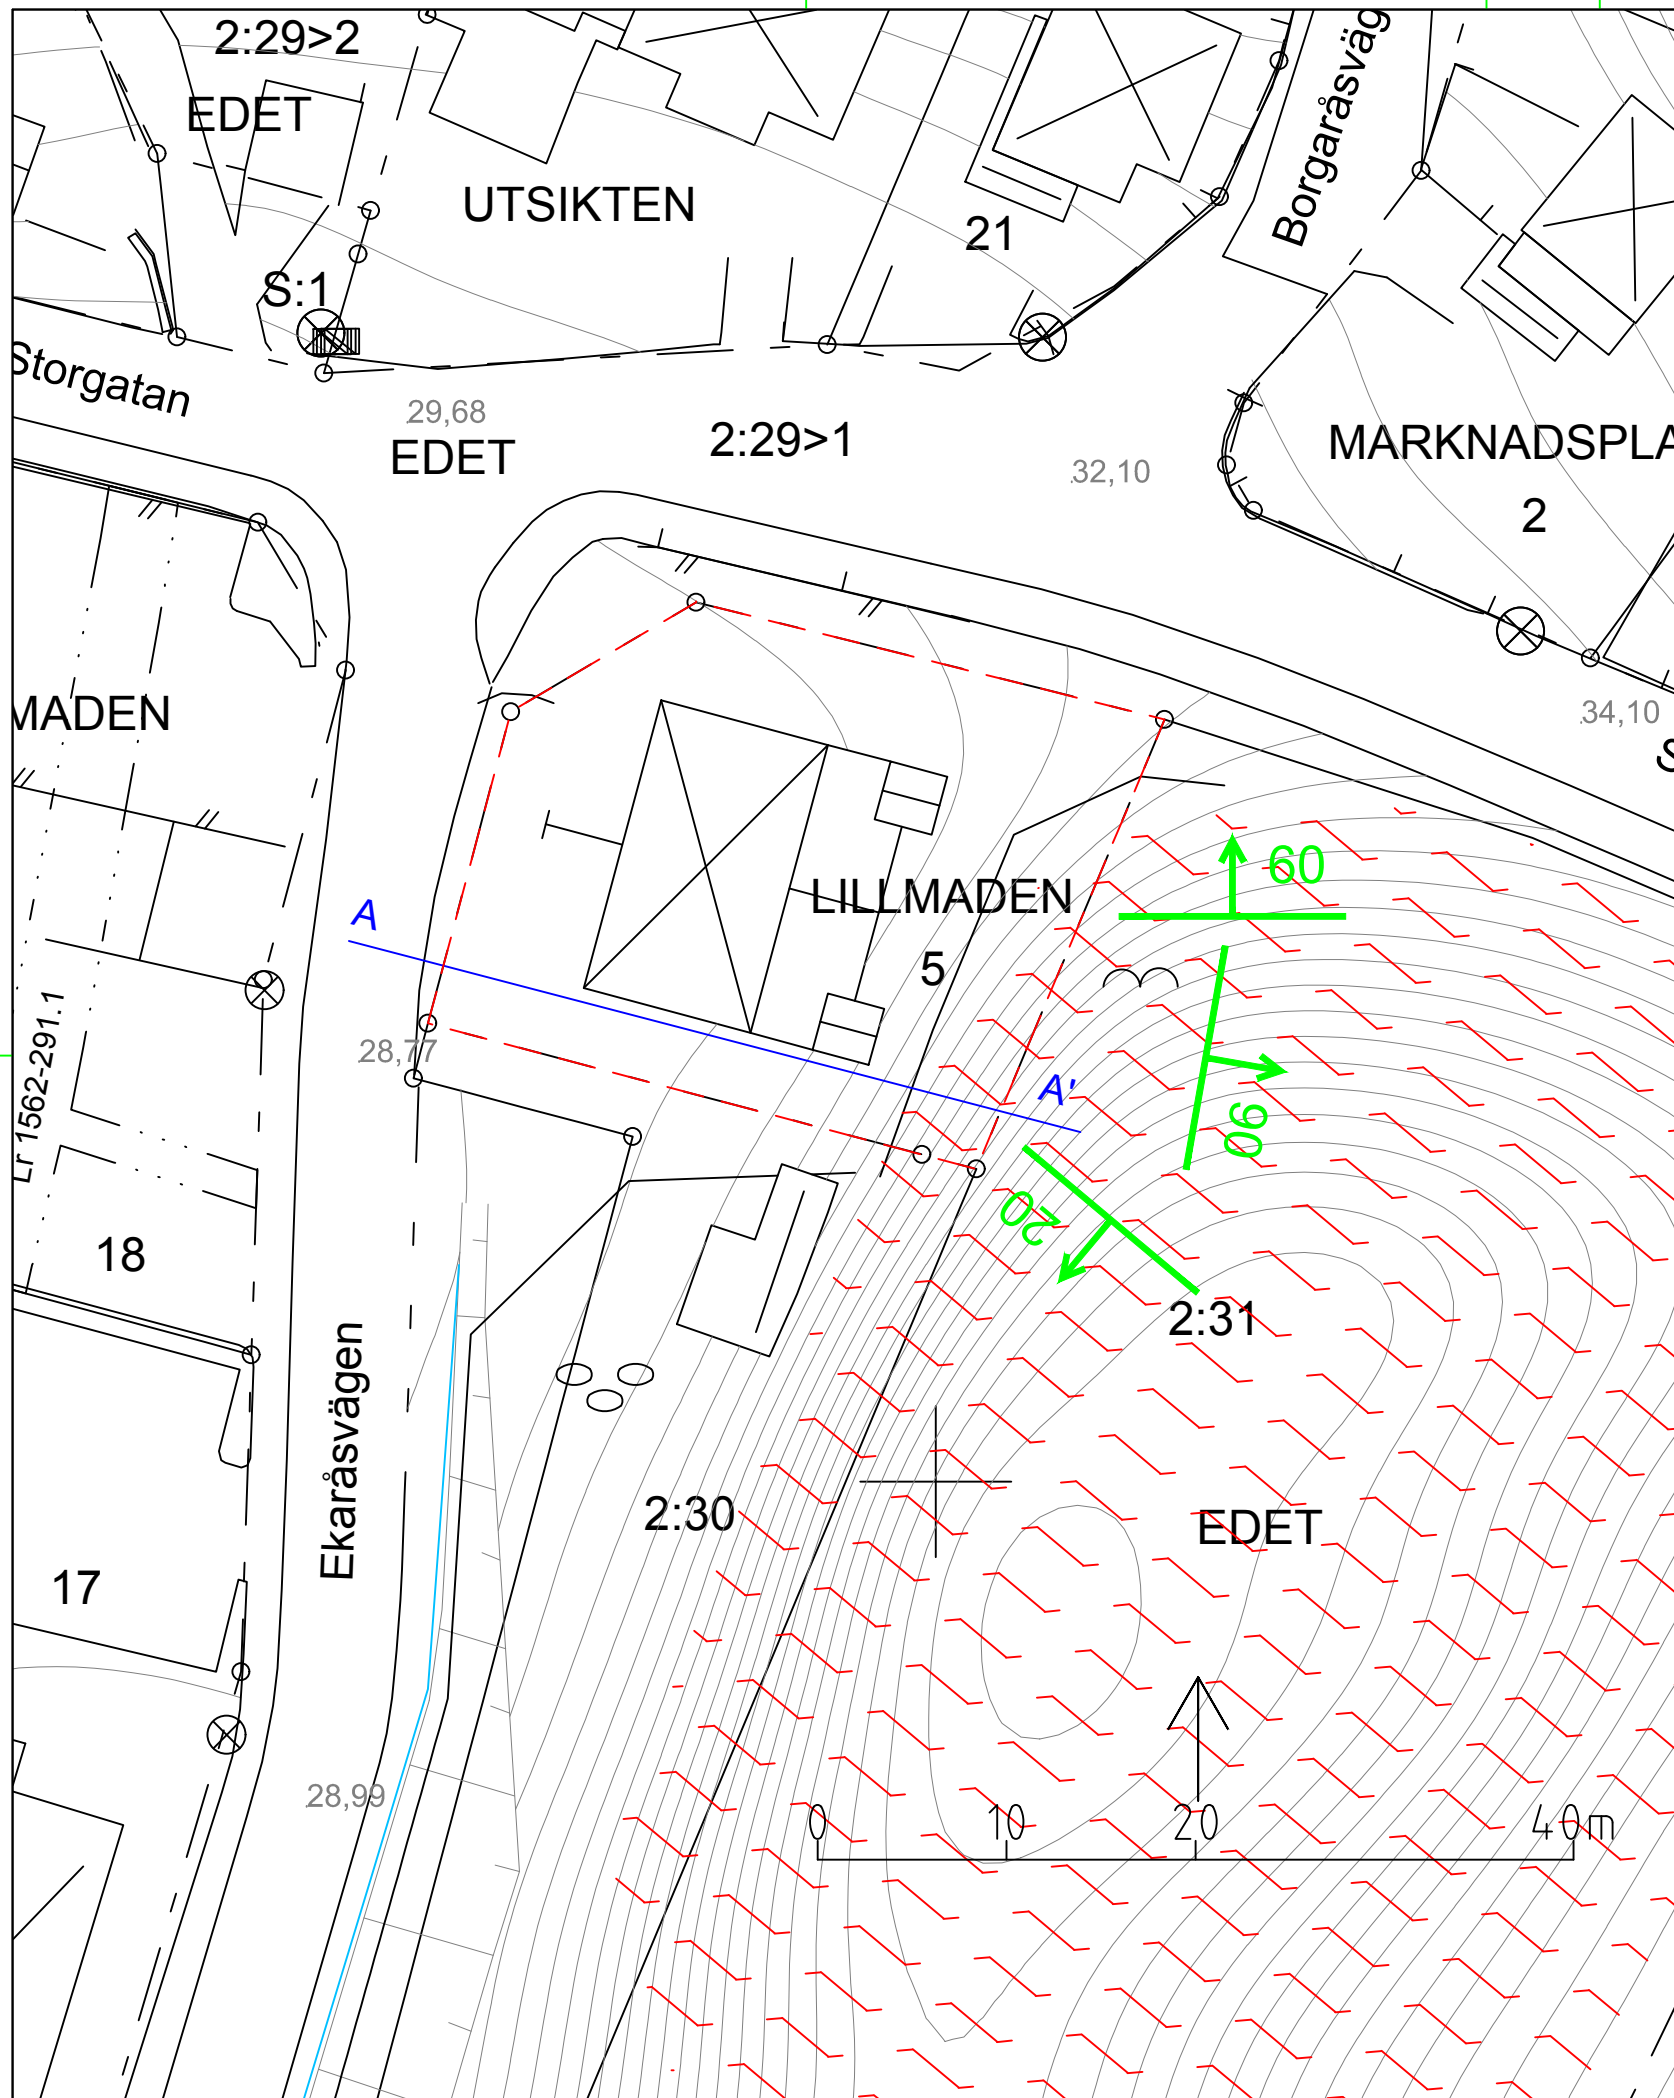 2:29>2
EDET
UTSIKTEN
21
Borgaråsväg
S:1
Storgatan
29,68
EDET
2:29>1
32,10
MARKNADSPLA
2
MADEN
34,10
S
60
A
LILLMADEN
5
28,77
A'
90
Lr 1562-291.1
20
18
2:31
Ekaråsvägen
2:30
EDET
17
28,99
0 10 20 40 m